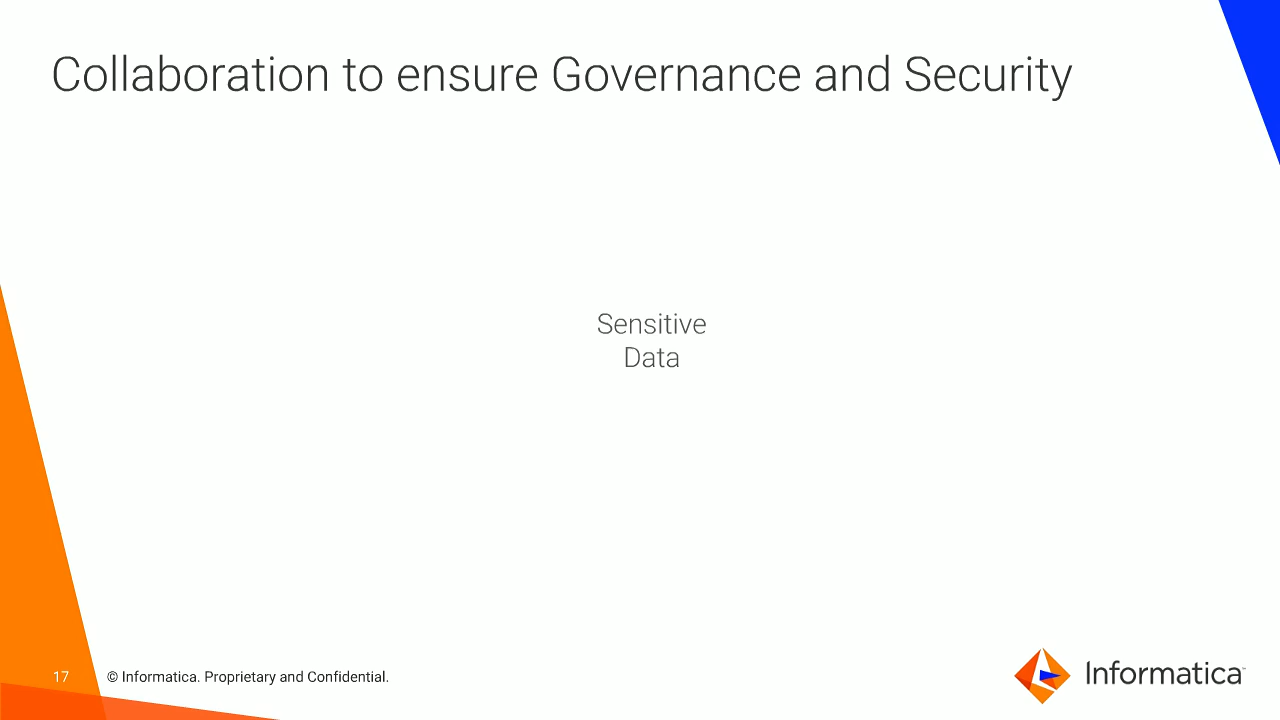 Collaboration to ensure Governance and Security
Sensitive
Data
17
© Informatica. Proprietary and Confidential.
Informatica